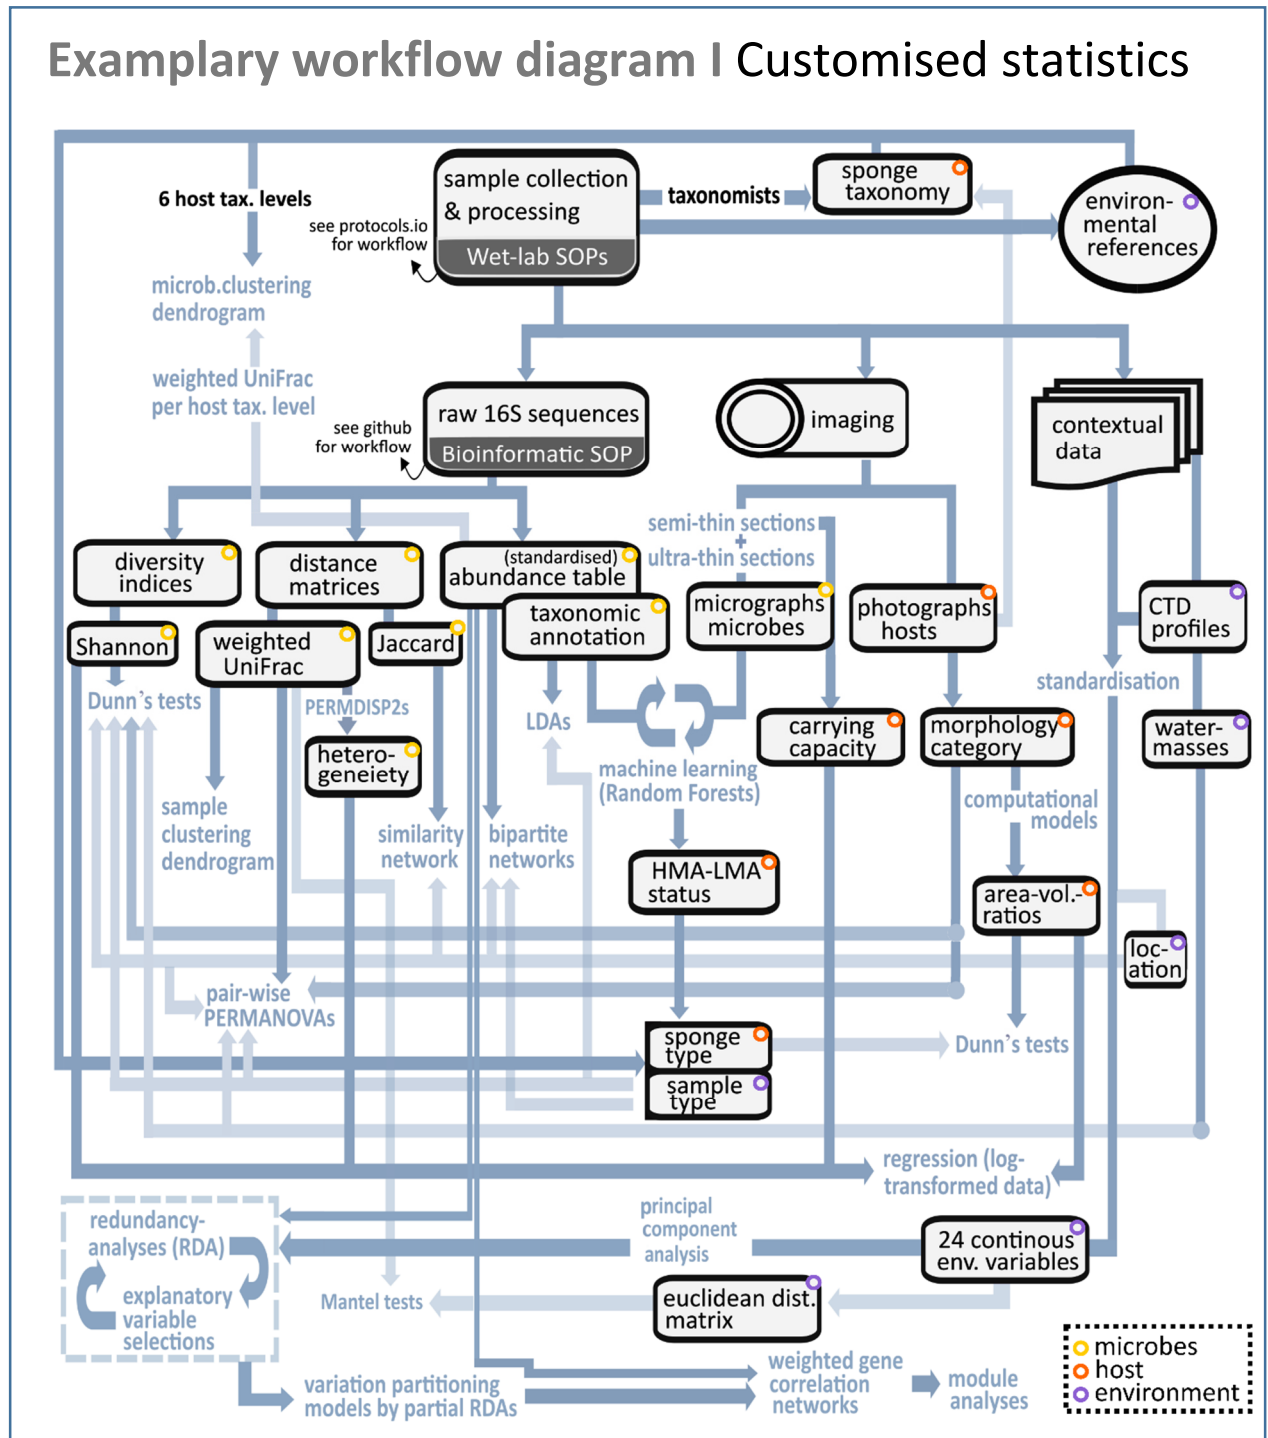 Examplary workflow diagram I Customised statistics
6 host tax. levels
see protocols.io
for workflow
sample collection
& processing
Wet-lab SOPs
taxonomists
sponge
taxonomy
environ-
mental
references
microb.clustering
dendrogram
weighted UniFrac
per host tax. level
see github
for workflow
raw 16S sequences
Bioinformatic SOP
imaging
contextual
data
semi-thin sections
+
ultra-thin sections
diversity
indices
distance
matrices
(standardised)
abundance table
taxonomic
annotation
micrographs
microbes
photographs
hosts
CTD
profiles
Shannon
weighted
UniFrac
Jaccard
standardisation
Dunn's tests
PERMDISP2s
LDAs
carrying
capacity
morphology
category
water-
masses
hetero-
geneiety
machine learning
(Random Forests)
computational
models
sample
clustering
dendrogram
similarity
network
bipartite
networks
HMA-LMA
status
area-vol.-
ratios
loc-
ation
pair-wise
PERMANOVAs
sponge
type
Dunn's tests
sample
type
regression (log-
transformed data)
redundancy-
analyses (RDA)
explanatory
variable
selections
principal
component
analysis
24 continous
env. variables
Mantel tests
euclidean dist.
matrix
variation partitioning
models by partial RDAs
weighted gene
correlation
networks
module
analyses
microbes
host
environment